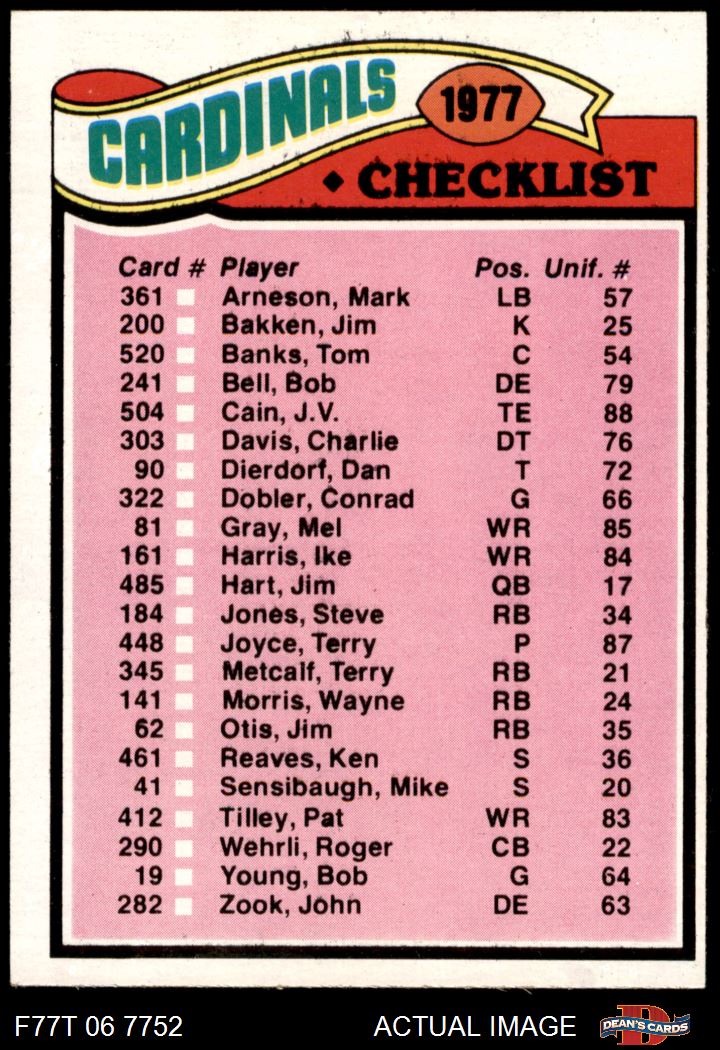 CARDINALS
1977
◆ CHECKLIST
Card # Player Pos. Unif. #
361 Arneson, Mark LB 57
200 Bakken, Jim K 25
520 Banks, Tom C 54
241 Bell, Bob DE 79
504 Cain, J.V. TE 88
303 Davis, Charlie DT 76
90 Dierdorf, Dan T 72
322 Dobler, Conrad G 66
81 Gray, Mel WR 85
161 Harris, Ike WR 84
485 Hart, Jim QB 17
184 Jones, Steve RB 34
448 Joyce, Terry P 87
345 Metcalf, Terry RB 21
141 Morris, Wayne RB 24
62 Otis, Jim RB 35
461 Reaves, Ken S 36
41 Sensibaugh, Mike S 20
412 Tilley, Pat WR 83
290 Wehrli, Roger CB 22
19 Young, Bob G 64
282 Zook, John DE 63
F77T 06 7752 ACTUAL IMAGE DEAN'S CARDS